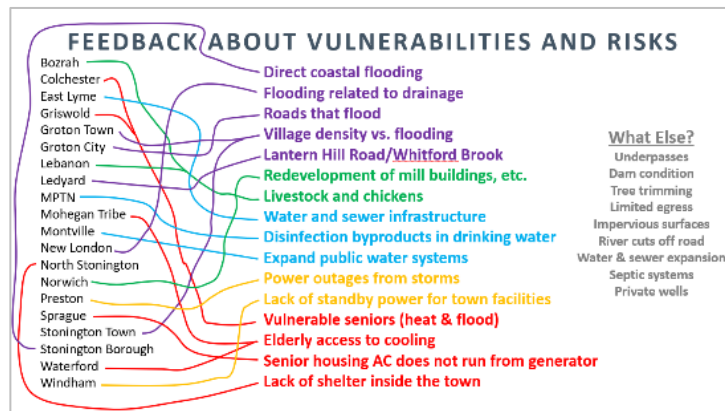 FEEDBACK ABOUT VULNERABILITIES AND RISKS
Bozrah
Colchester
East Lyme
Griswold
Groton Town
Groton City
Lebanon
Ledyard
MPTN
Mohegan Tribe
Montville
New London
North Stonington
Norwich
Preston
Sprague
Stonington Town
Stonington Borough
Waterford
Windham
Direct coastal flooding
Flooding related to drainage
Roads that flood
Village density vs. flooding
Lantern Hill Road/Whitford Brook
Redevelopment of mill buildings, etc.
Livestock and chickens
Water and sewer infrastructure
Disinfection byproducts in drinking water
Expand public water systems
Power outages from storms
Lack of standby power for town facilities
Vulnerable seniors (heat & flood)
Elderly access to cooling
Senior housing AC does not run from generator
Lack of shelter inside the town
What Else?
Underpasses
Dam condition
Tree trimming
Limited egress
Impervious surfaces
River cuts off road
Water & sewer expansion
Septic systems
Private wells